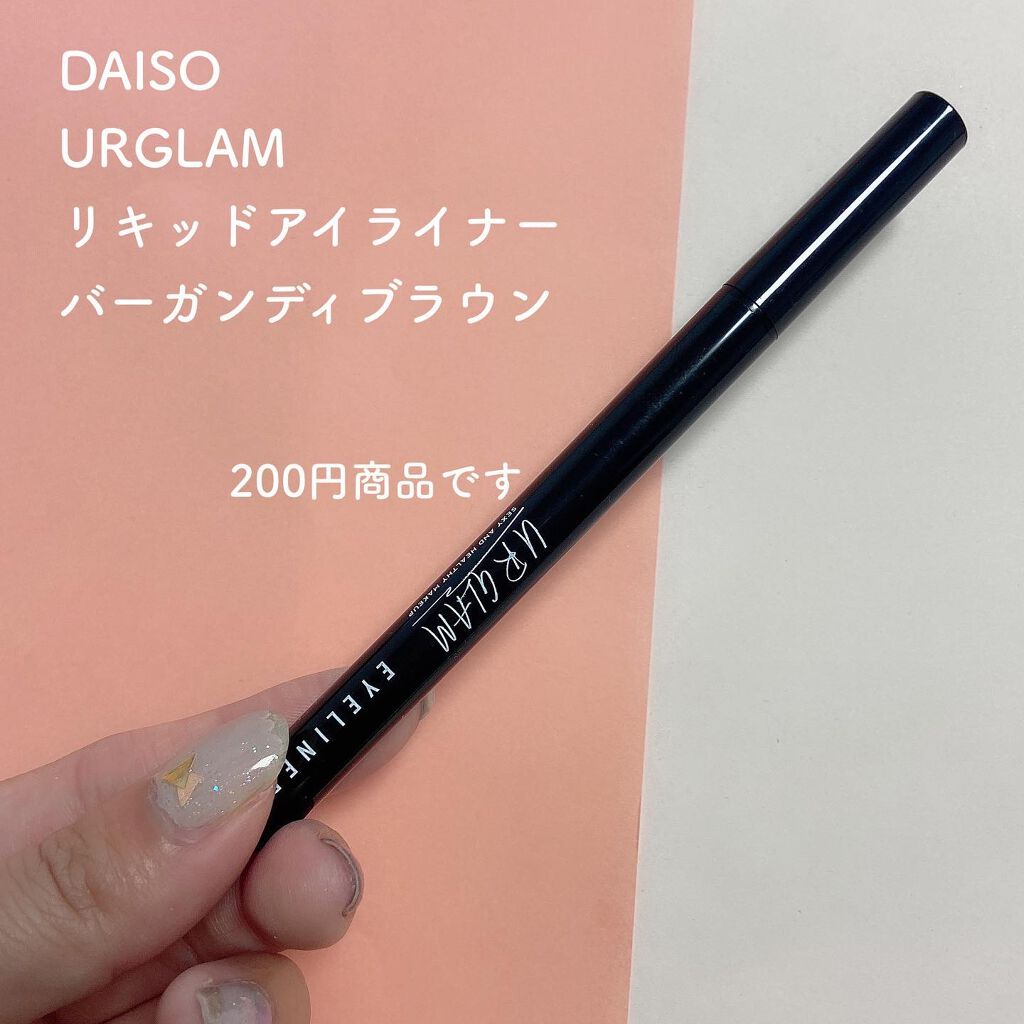 DAISO
URGLAM
リキッドアイライナー
バーガンディブラウン
200円商品です
UR GLAM
SEXY AND HEALTHY MAKEUP
EYELINER